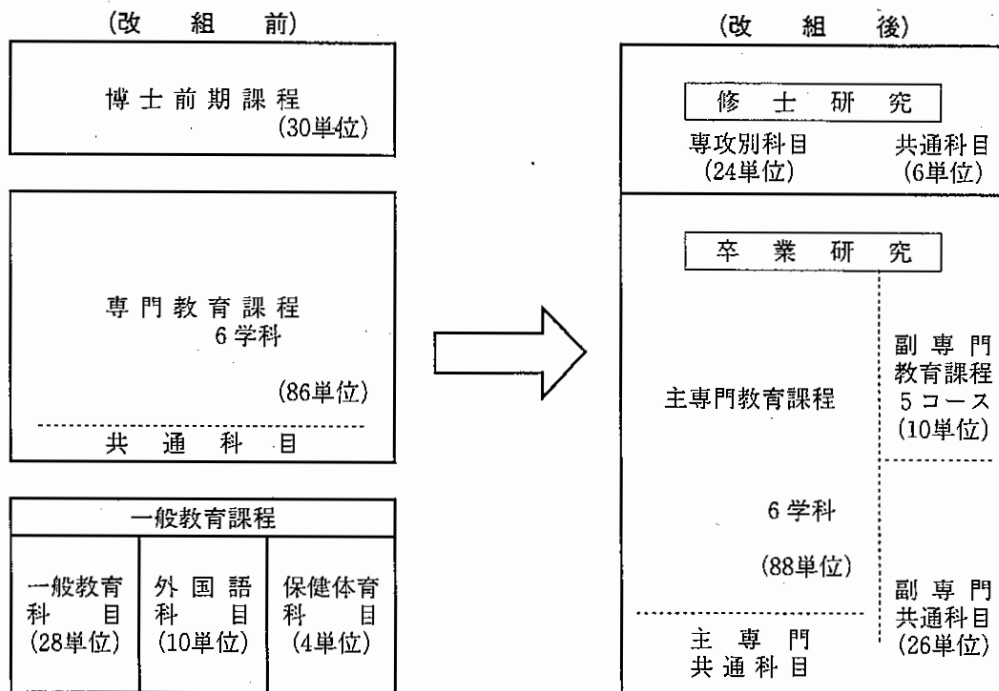 (改組前)
博士前期課程
(30単位)
専門教育課程
6学科
(86単位)
共通科目
一般教育課程
一般教育
科目
(28単位)
外国語
科目
(10単位)
保健体育
科目
(4単位)
(改組後)
修士研究
専攻別科目
(24単位)
共通科目
(6単位)
卒業研究
主専門教育課程
6学科
(88単位)
主専門
共通科目
副専門
教育課程
5コース
(10単位)
副専門
共通科目
(26単位)